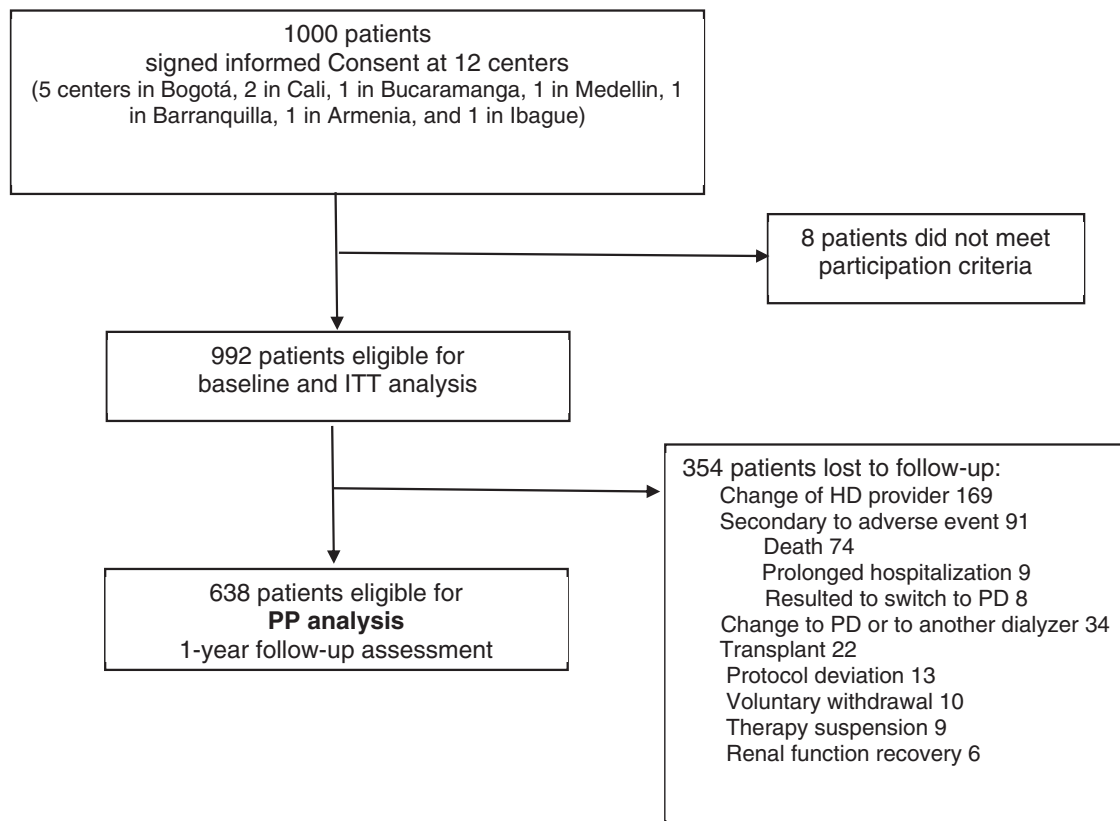 1000 patients
signed informed Consent at 12 centers
(5 centers in Bogotá, 2 in Cali, 1 in Bucaramanga, 1 in Medellin, 1
in Barranquilla, 1 in Armenia, and 1 in Ibague)
8 patients did not meet
participation criteria
992 patients eligible for
baseline and ITT analysis
354 patients lost to follow-up:
Change of HD provider 169
Secondary to adverse event 91
Death 74
Prolonged hospitalization 9
Resulted to switch to PD 8
Change to PD or to another dialyzer 34
Transplant 22
Protocol deviation 13
Voluntary withdrawal 10
Therapy suspension 9
Renal function recovery 6
638 patients eligible for
PP analysis
1-year follow-up assessment